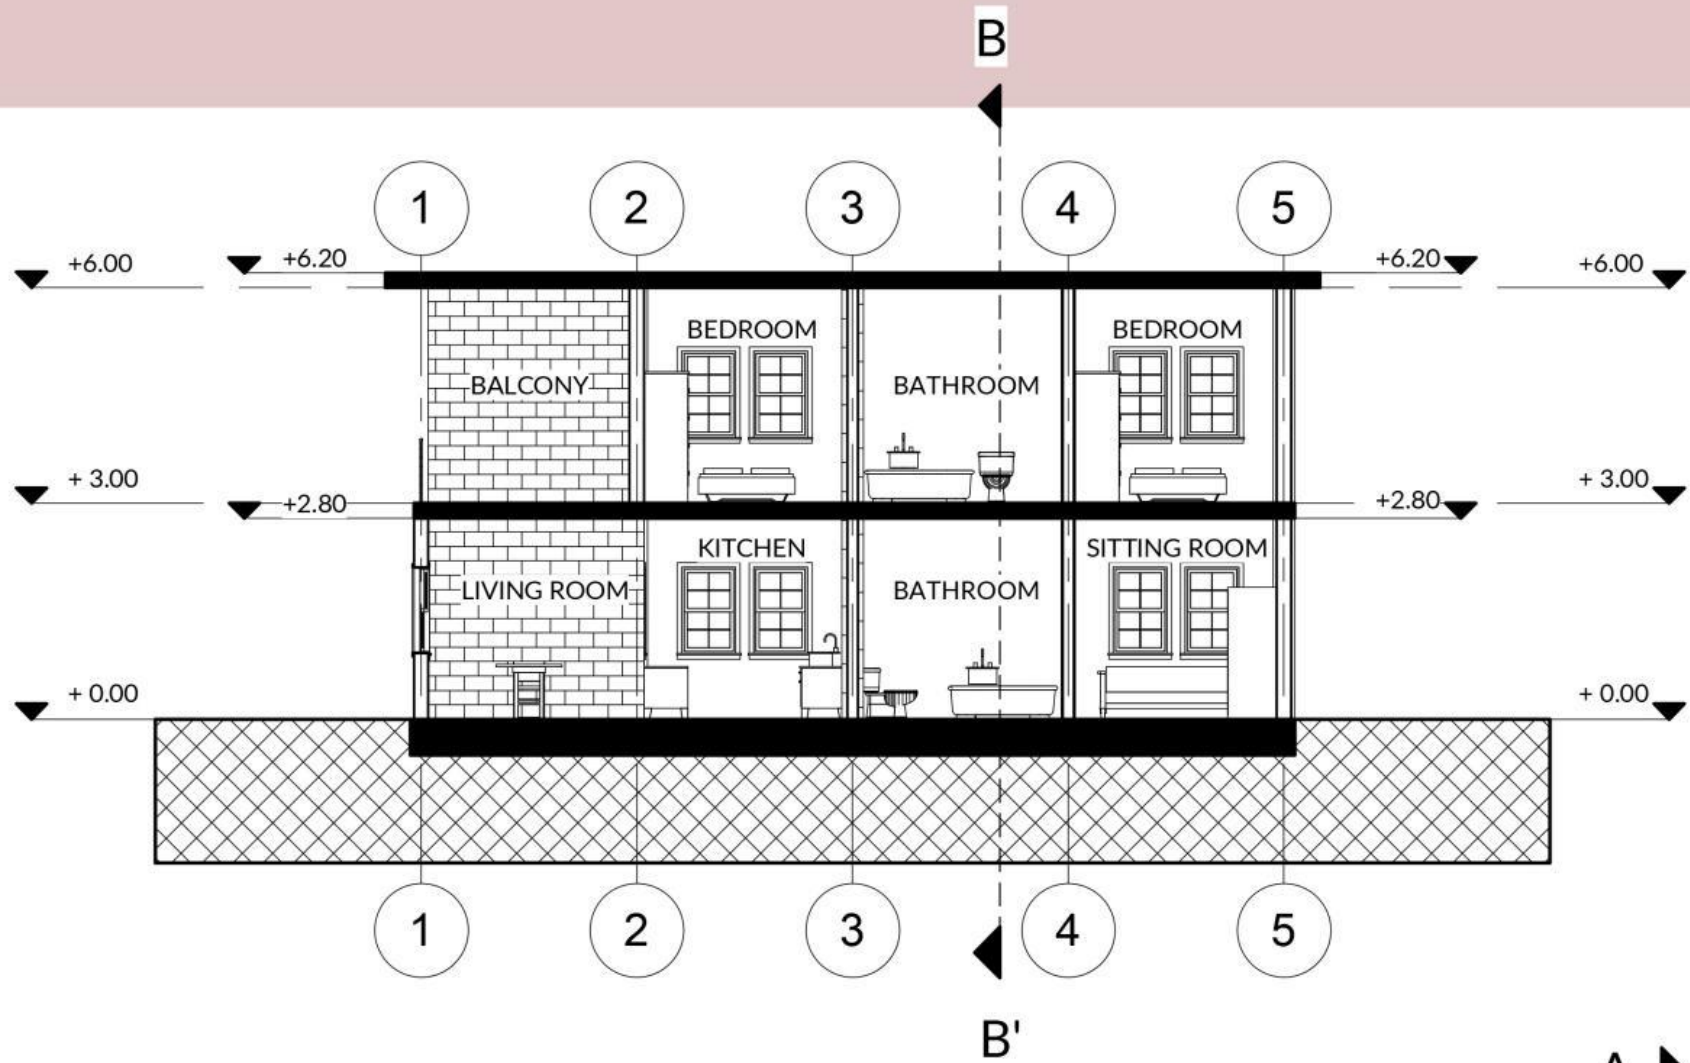 B
1 2 3 4 5
+6.00 +6.20 +6.20 +6.00
BEDROOM BEDROOM
BALCONY BATHROOM
+ 3.00 + 3.00
+2.80 +2.80
KITCHEN SITTING ROOM
LIVING ROOM BATHROOM
+ 0.00 + 0.00
1 2 3 4 5
B'